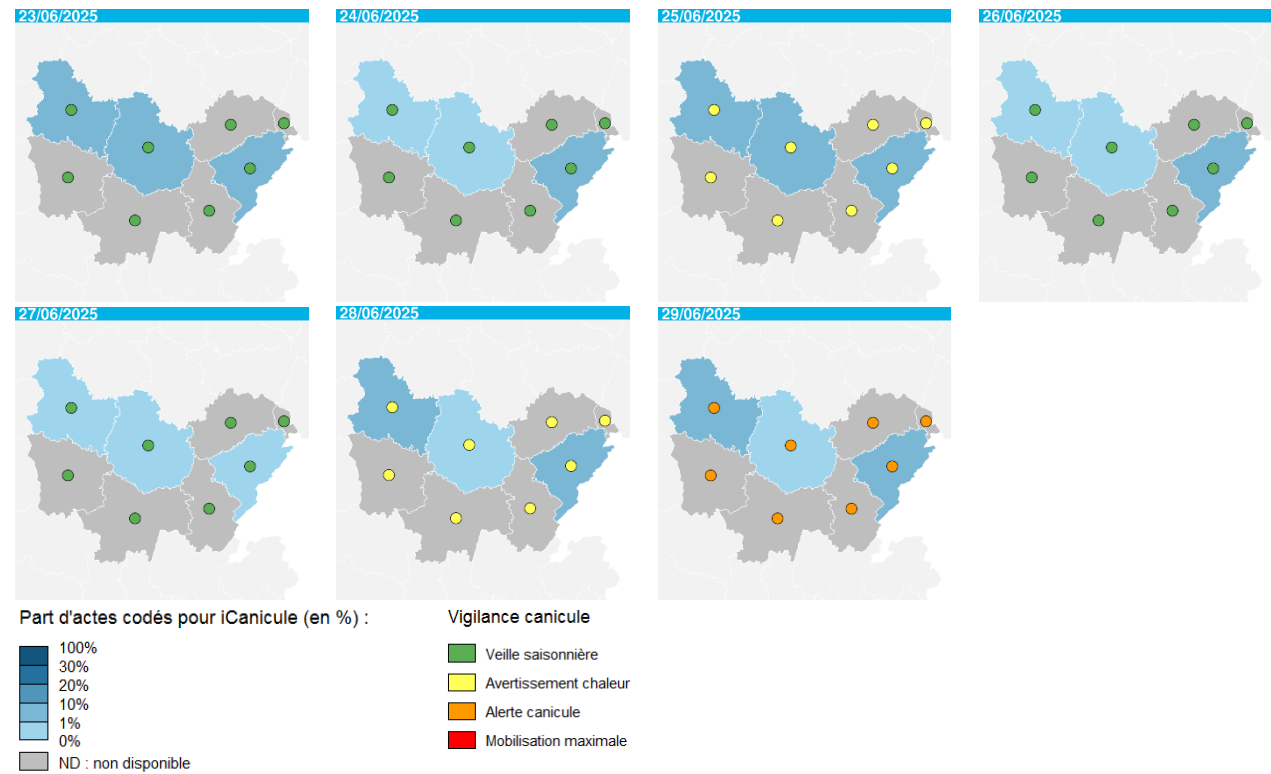 23/06/2025
24/06/2025
25/06/2025
26/06/2025
27/06/2025
28/06/2025
29/06/2025
Part d'actes codés pour iCanicule (en %) :
100%
30%
20%
10%
1%
0%
ND : non disponible
Vigilance canicule
Veille saisonnière
Avertissement chaleur
Alerte canicule
Mobilisation maximale